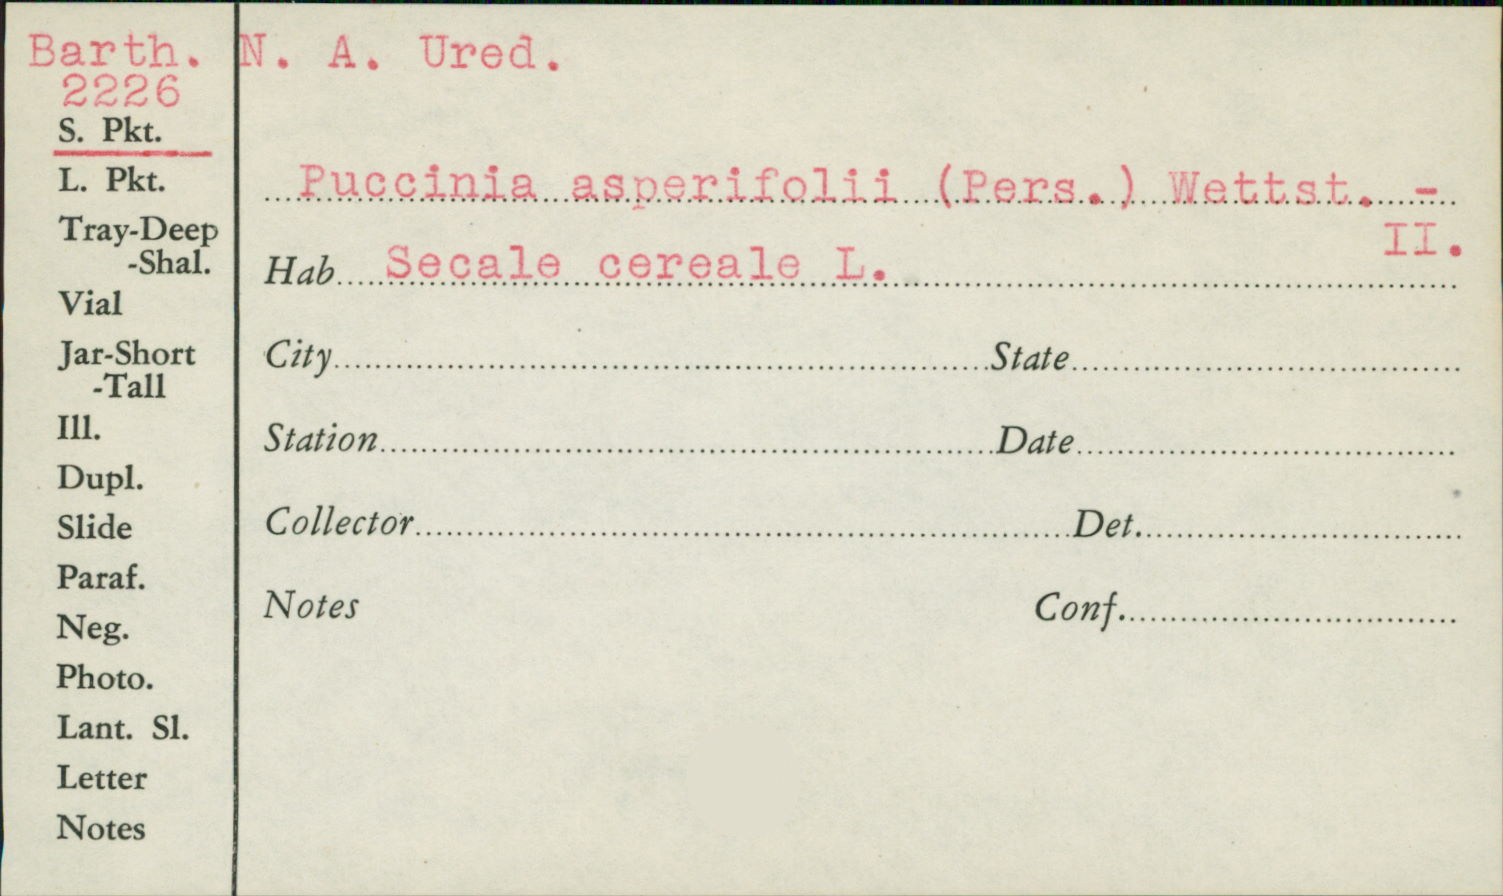 Barth. N. A. Ured.
2226
S. Pkt.
L. Pkt.
Tray-Deep
-Shal.
Vial
Jar-Short
-Tall
Ill.
Dupl.
Slide
Paraf.
Neg.
Photo.
Lant. Sl.
Letter
Notes
Puccinia asperifolii (Pers.) Wettst. -
II.
Hab. Secale cereale L.
City State
Station Date
Collector Det.
Notes Conf.